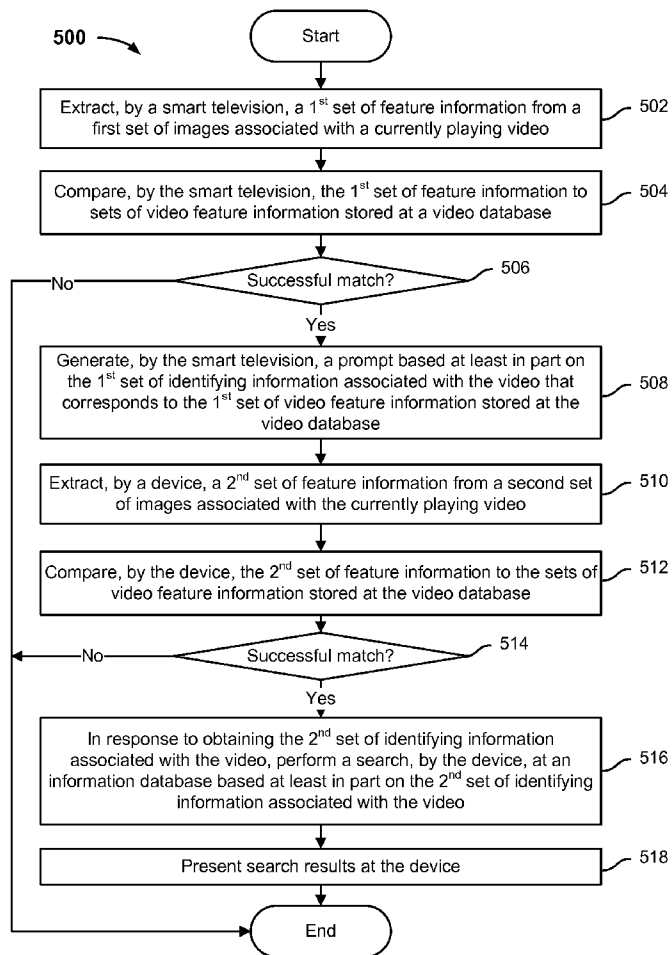 500
Start
Extract, by a smart television, a 1st set of feature information from a
first set of images associated with a currently playing video
502
Compare, by the smart television, the 1st set of feature information to
sets of video feature information stored at a video database
504
Successful match?
506
No
Yes
Generate, by the smart television, a prompt based at least in part on
the 1st set of identifying information associated with the video that
corresponds to the 1st set of video feature information stored at the
video database
508
Extract, by a device, a 2nd set of feature information from a second set
of images associated with the currently playing video
510
Compare, by the device, the 2nd set of feature information to the sets of
video feature information stored at the video database
512
Successful match?
514
No
Yes
In response to obtaining the 2nd set of identifying information
associated with the video, perform a search, by the device, at an
information database based at least in part on the 2nd set of identifying
information associated with the video
516
Present search results at the device
518
End